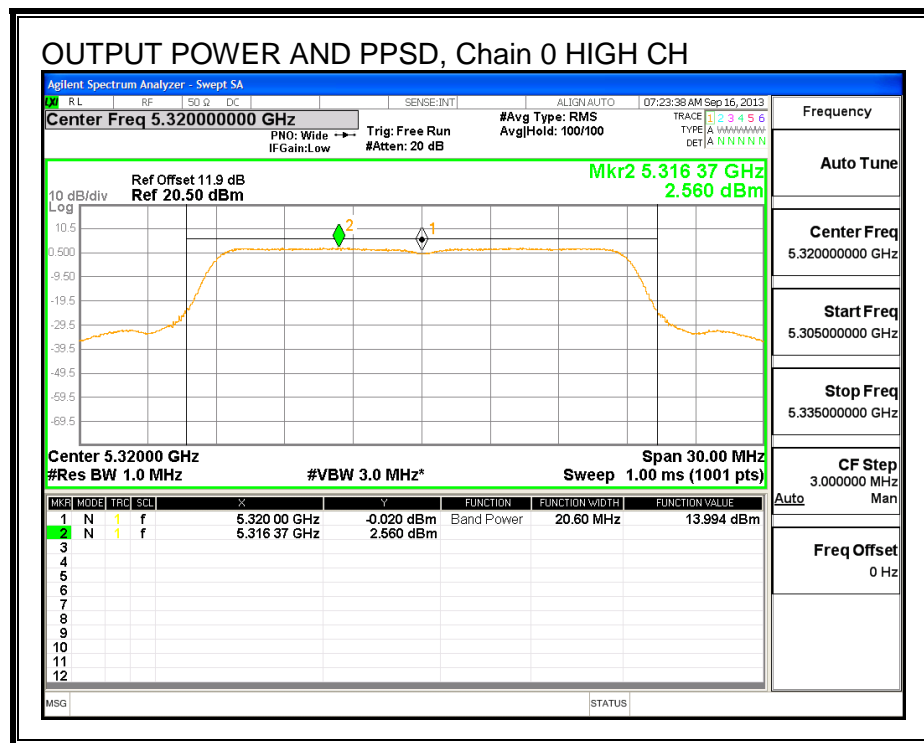 OUTPUT POWER AND PPSD, Chain 0 HIGH CH
Agilent Spectrum Analyzer - Swept SA
LXI RL RF 50 Ω DC SENSE:INT ALIGN AUTO 07:23:38 AM Sep 16, 2013
Center Freq 5.320000000 GHz
PNO: Wide
IFGain:Low
Trig: Free Run
#Atten: 20 dB
#Avg Type: RMS
Avg|Hold: 100/100
TRACE 1 2 3 4 5 6
TYPE A WWWWW
DET A N N N N N
Frequency
Mkr2 5.316 37 GHz
2.560 dBm
Ref Offset 11.9 dB
Ref 20.50 dBm
10 dB/div
Log
10.5
0.500
-9.50
-19.5
-29.5
-39.5
-49.5
-59.5
-69.5
2
1
Center 5.32000 GHz
Span 30.00 MHz
#Res BW 1.0 MHz
#VBW 3.0 MHz*
Sweep 1.00 ms (1001 pts)
MKR MODE TRC SCL X Y FUNCTION FUNCTION WIDTH FUNCTION VALUE
1 N 1 f 5.320 00 GHz -0.020 dBm Band Power 20.60 MHz 13.994 dBm
2 N 1 f 5.316 37 GHz 2.560 dBm
3
4
5
6
7
8
9
10
11
12
Auto Tune
Center Freq
5.320000000 GHz
Start Freq
5.305000000 GHz
Stop Freq
5.335000000 GHz
CF Step
3.000000 MHz
Auto Man
Freq Offset
0 Hz
MSG STATUS